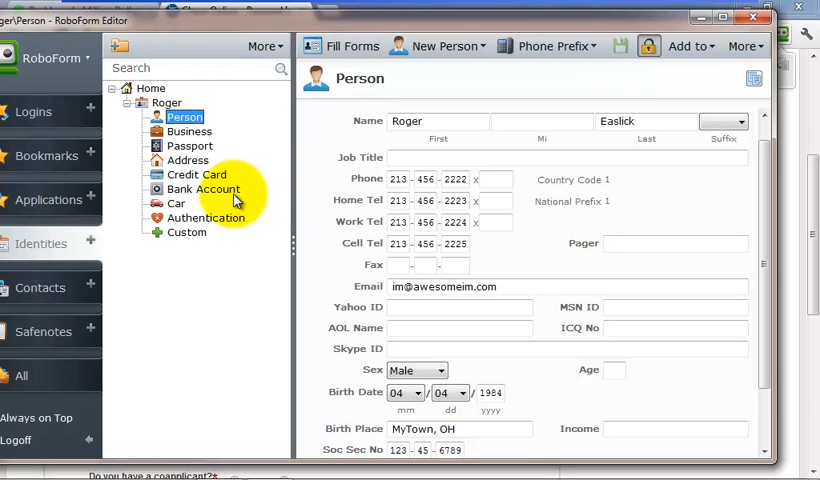 ger\Person - RoboForm Editor
RoboForm
More
Fill Forms New Person Phone Prefix Add to More
Search
Person
Home
Roger
Person
Business
Passport
Address
Credit Card
Bank Account
Car
Authentication
Custom
Logins
Bookmarks
Applications
Identities
Contacts
Safenotes
All
Always on Top
Logoff
Name Roger Easlick
First Mi Last Suffix
Job Title
Phone 213 - 456 - 2222 x Country Code 1
Home Tel 213 - 456 - 2223 x National Prefix 1
Work Tel 213 - 456 - 2224 x
Cell Tel 213 - 456 - 2225 Pager
Fax - -
Email im@awesomeim.com
Yahoo ID MSN ID
AOL Name ICQ No
Skype ID
Sex Male Age
Birth Date 04 / 04 / 1984
mm dd yyyy
Birth Place MyTown, OH Income
Soc Sec No 123 - 45 - 6789
Do you have a coapplicant?*